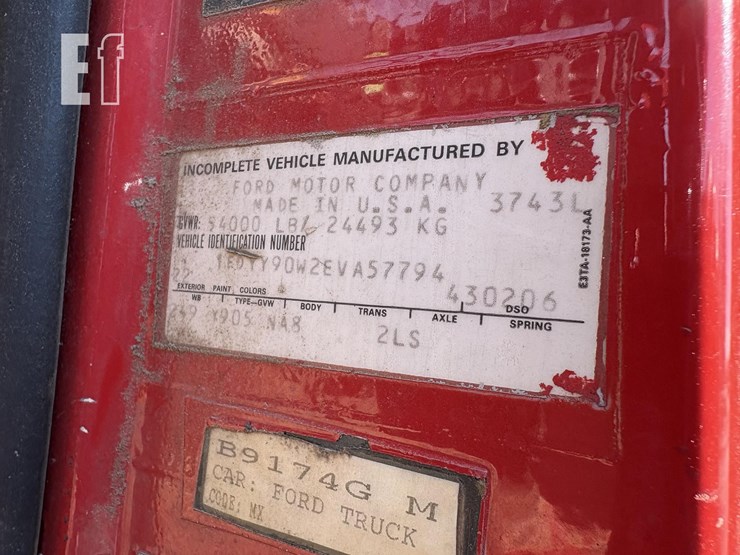 Ef
INCOMPLETE VEHICLE MANUFACTURED BY
FORD MOTOR COMPANY
MADE IN U.S.A. 3743L
GVWR: 54000 LB/ 24493 KG
VEHICLE IDENTIFICATION NUMBER
1FDTY90W2EVA57794
EXTERIOR PAINT COLORS 430206 DSO
WB TYPE-GVW BODY TRANS AXLE SPRING
Y905 NA8 2LS
E3TA-18173-AA
B9174G M
CAR: FORD TRUCK
CODE: MX